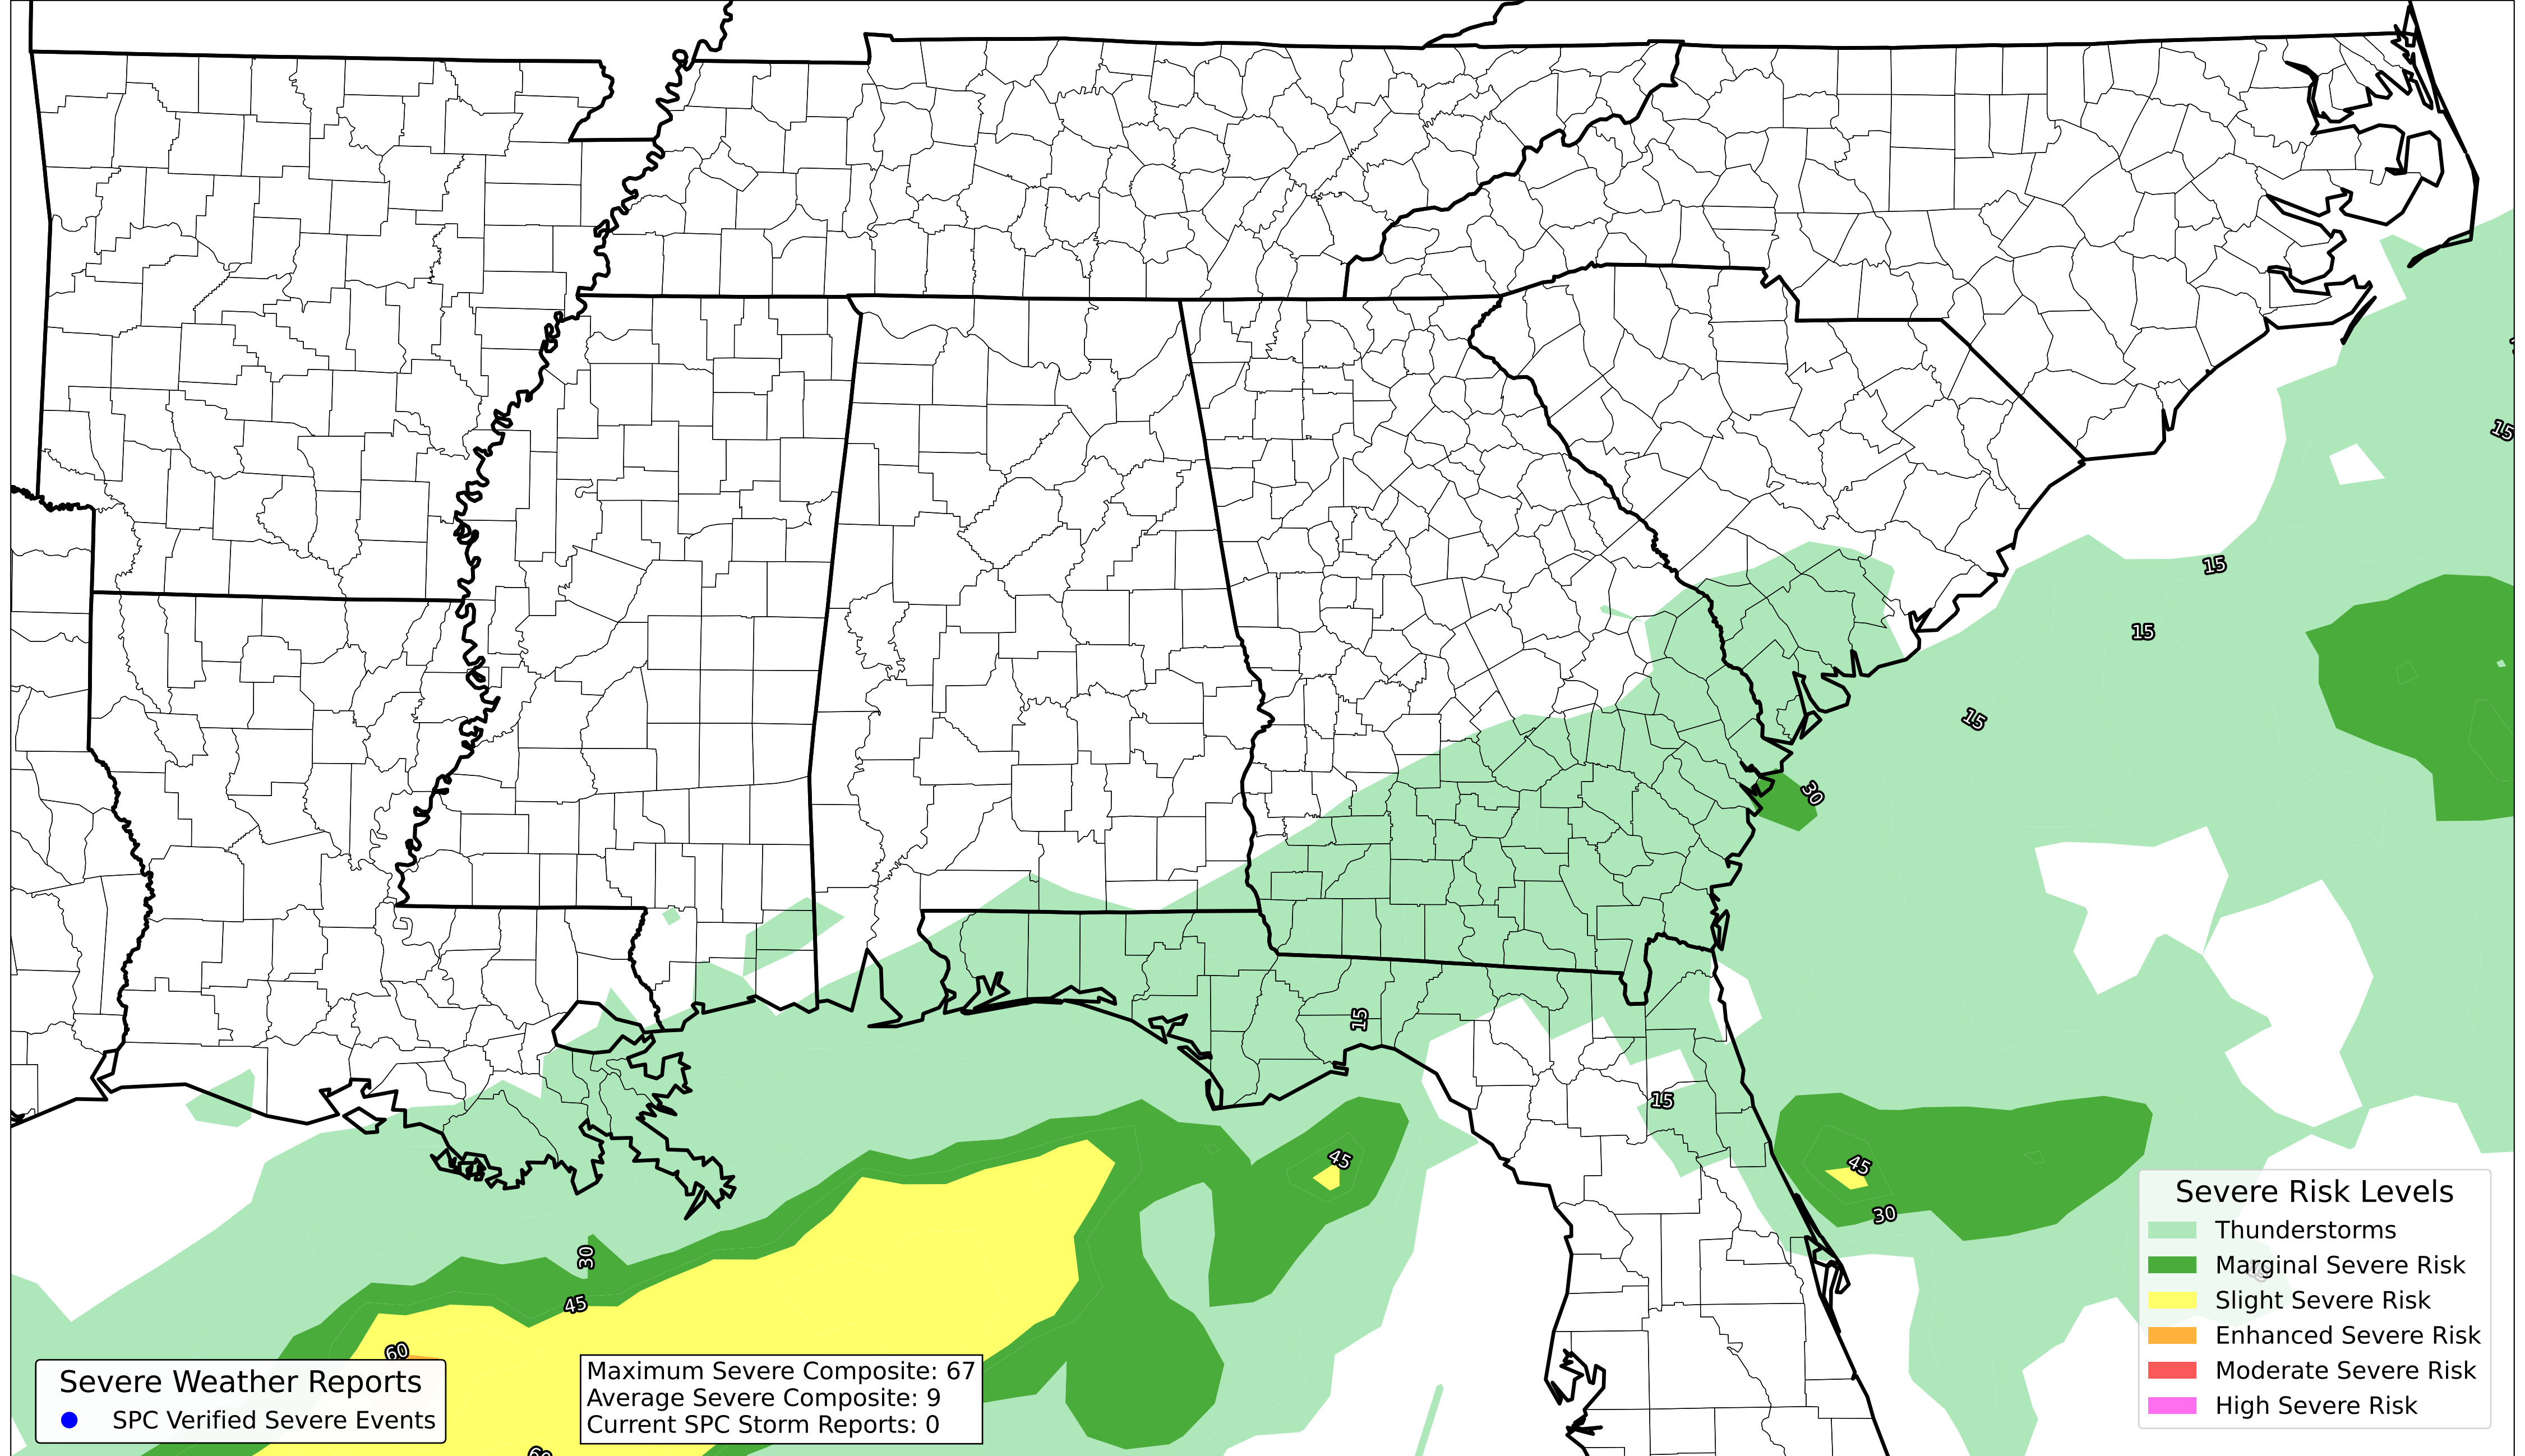 15
15
15
15
30
15
15
45
45
30
30
45
60
60
Severe Risk Levels
Thunderstorms
Marginal Severe Risk
Slight Severe Risk
Enhanced Severe Risk
Moderate Severe Risk
High Severe Risk
Severe Weather Reports
SPC Verified Severe Events
Maximum Severe Composite: 67
Average Severe Composite: 9
Current SPC Storm Reports: 0